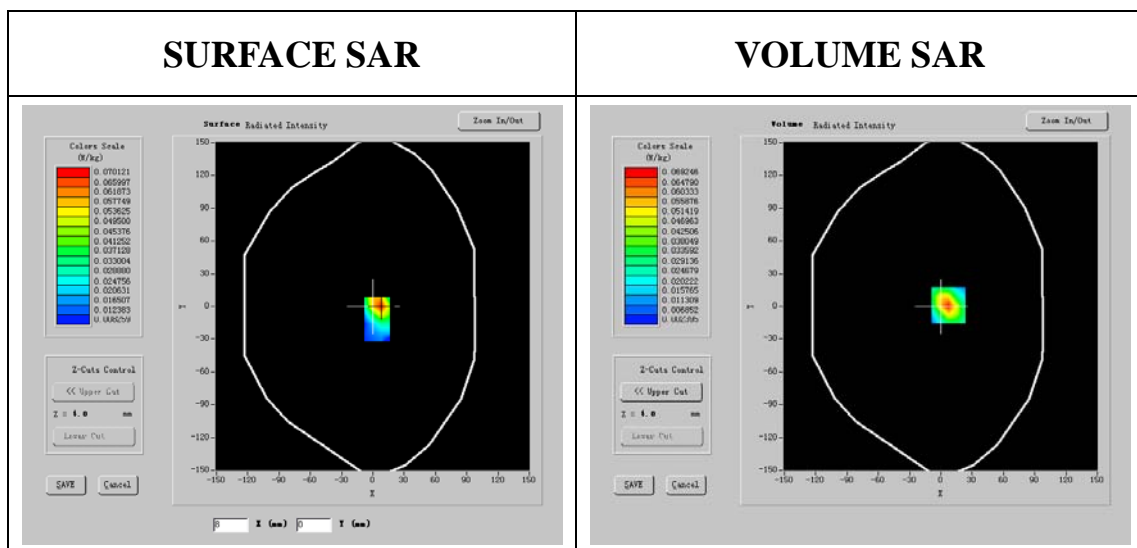 SURFACE SAR
VOLUME SAR
Surface Radiated Intensity
Zoom In/Out
Colors Scale
(W/kg)
0.070121
0.065997
0.061873
0.057749
0.053625
0.049500
0.045376
0.041252
0.037128
0.033004
0.028880
0.024756
0.020631
0.016507
0.012383
0.008259
Z-Cuts Control
<< Upper Cut
Z = 4.0 mm
Lower Cut
SAVE
Cancel
150
90
60
30
0
-30
-60
-90
-120
-150
Y
-150 -120 -90 -60 -30 0 30 60 90 120 150
X
8 X (mm) 0 Y (mm)
Volume Radiated Intensity
Zoom In/Out
Colors Scale
(W/kg)
0.069246
0.064790
0.060333
0.055876
0.051419
0.046963
0.042506
0.038049
0.033592
0.029136
0.024679
0.020222
0.015765
0.011309
0.006852
Z-Cuts Control
<< Upper Cut
Z = 4.0 mm
Lower Cut
SAVE
Cancel
150
120
90
60
30
0
-30
-60
-90
-120
-150
Y
-150 -120 -90 -60 -30 0 30 60 90 120 150
X